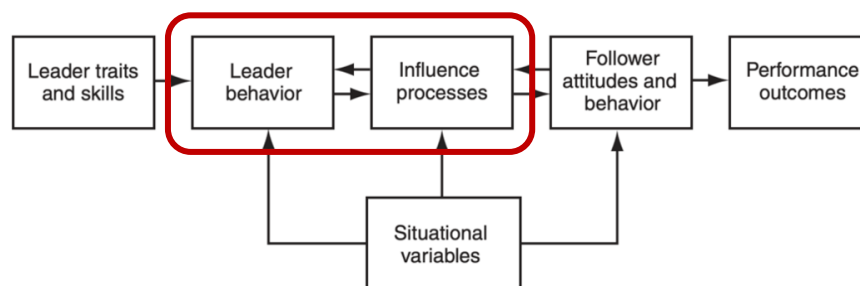 Leader traits
and skills
Leader
behavior
Influence
processes
Follower
attitudes and
behavior
Performance
outcomes
Situational
variables